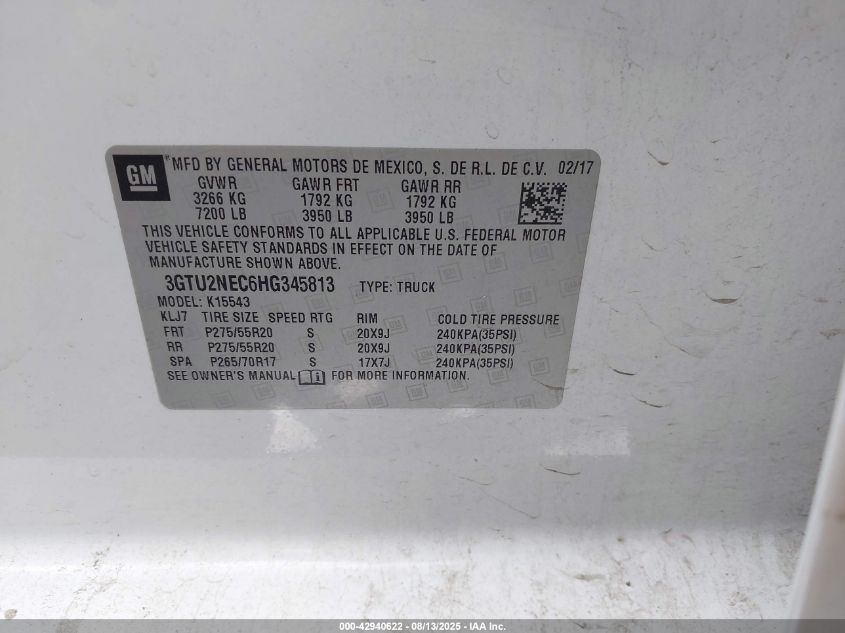 GM ® MFD BY GENERAL MOTORS DE MEXICO, S. DE R.L. DE C.V. 02/17
GVWR GAWR FRT GAWR RR
3266 KG 1792 KG 1792 KG
7200 LB 3950 LB 3950 LB
THIS VEHICLE CONFORMS TO ALL APPLICABLE U.S. FEDERAL MOTOR
VEHICLE SAFETY STANDARDS IN EFFECT ON THE DATE OF
MANUFACTURE SHOWN ABOVE.
3GTU2NEC6HG345813 TYPE: TRUCK
MODEL: K15543
KLJ7 TIRE SIZE SPEED RTG RIM COLD TIRE PRESSURE
FRT P275/55R20 S 20X9J 240KPA(35PSI)
RR P275/55R20 S 20X9J 240KPA(35PSI)
SPA P265/70R17 S 17X7J 240KPA(35PSI)
SEE OWNER'S MANUAL FOR MORE INFORMATION.
000-42940622 - 08/13/2025 - IAA Inc.